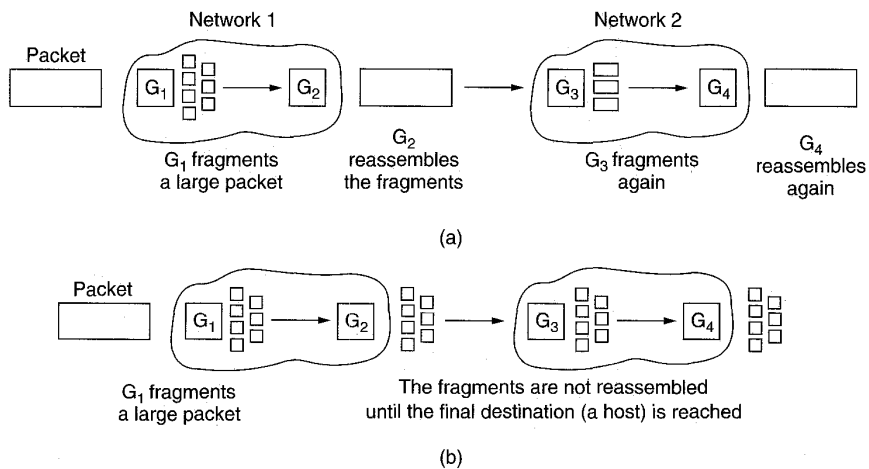 Network 1
Network 2
Packet
G1
G2
G3
G4
G1 fragments
a large packet
G2
reassembles
the fragments
G3 fragments
again
G4
reassembles
again
(a)
Packet
G1
G2
G3
G4
G1 fragments
a large packet
The fragments are not reassembled
until the final destination (a host) is reached
(b)